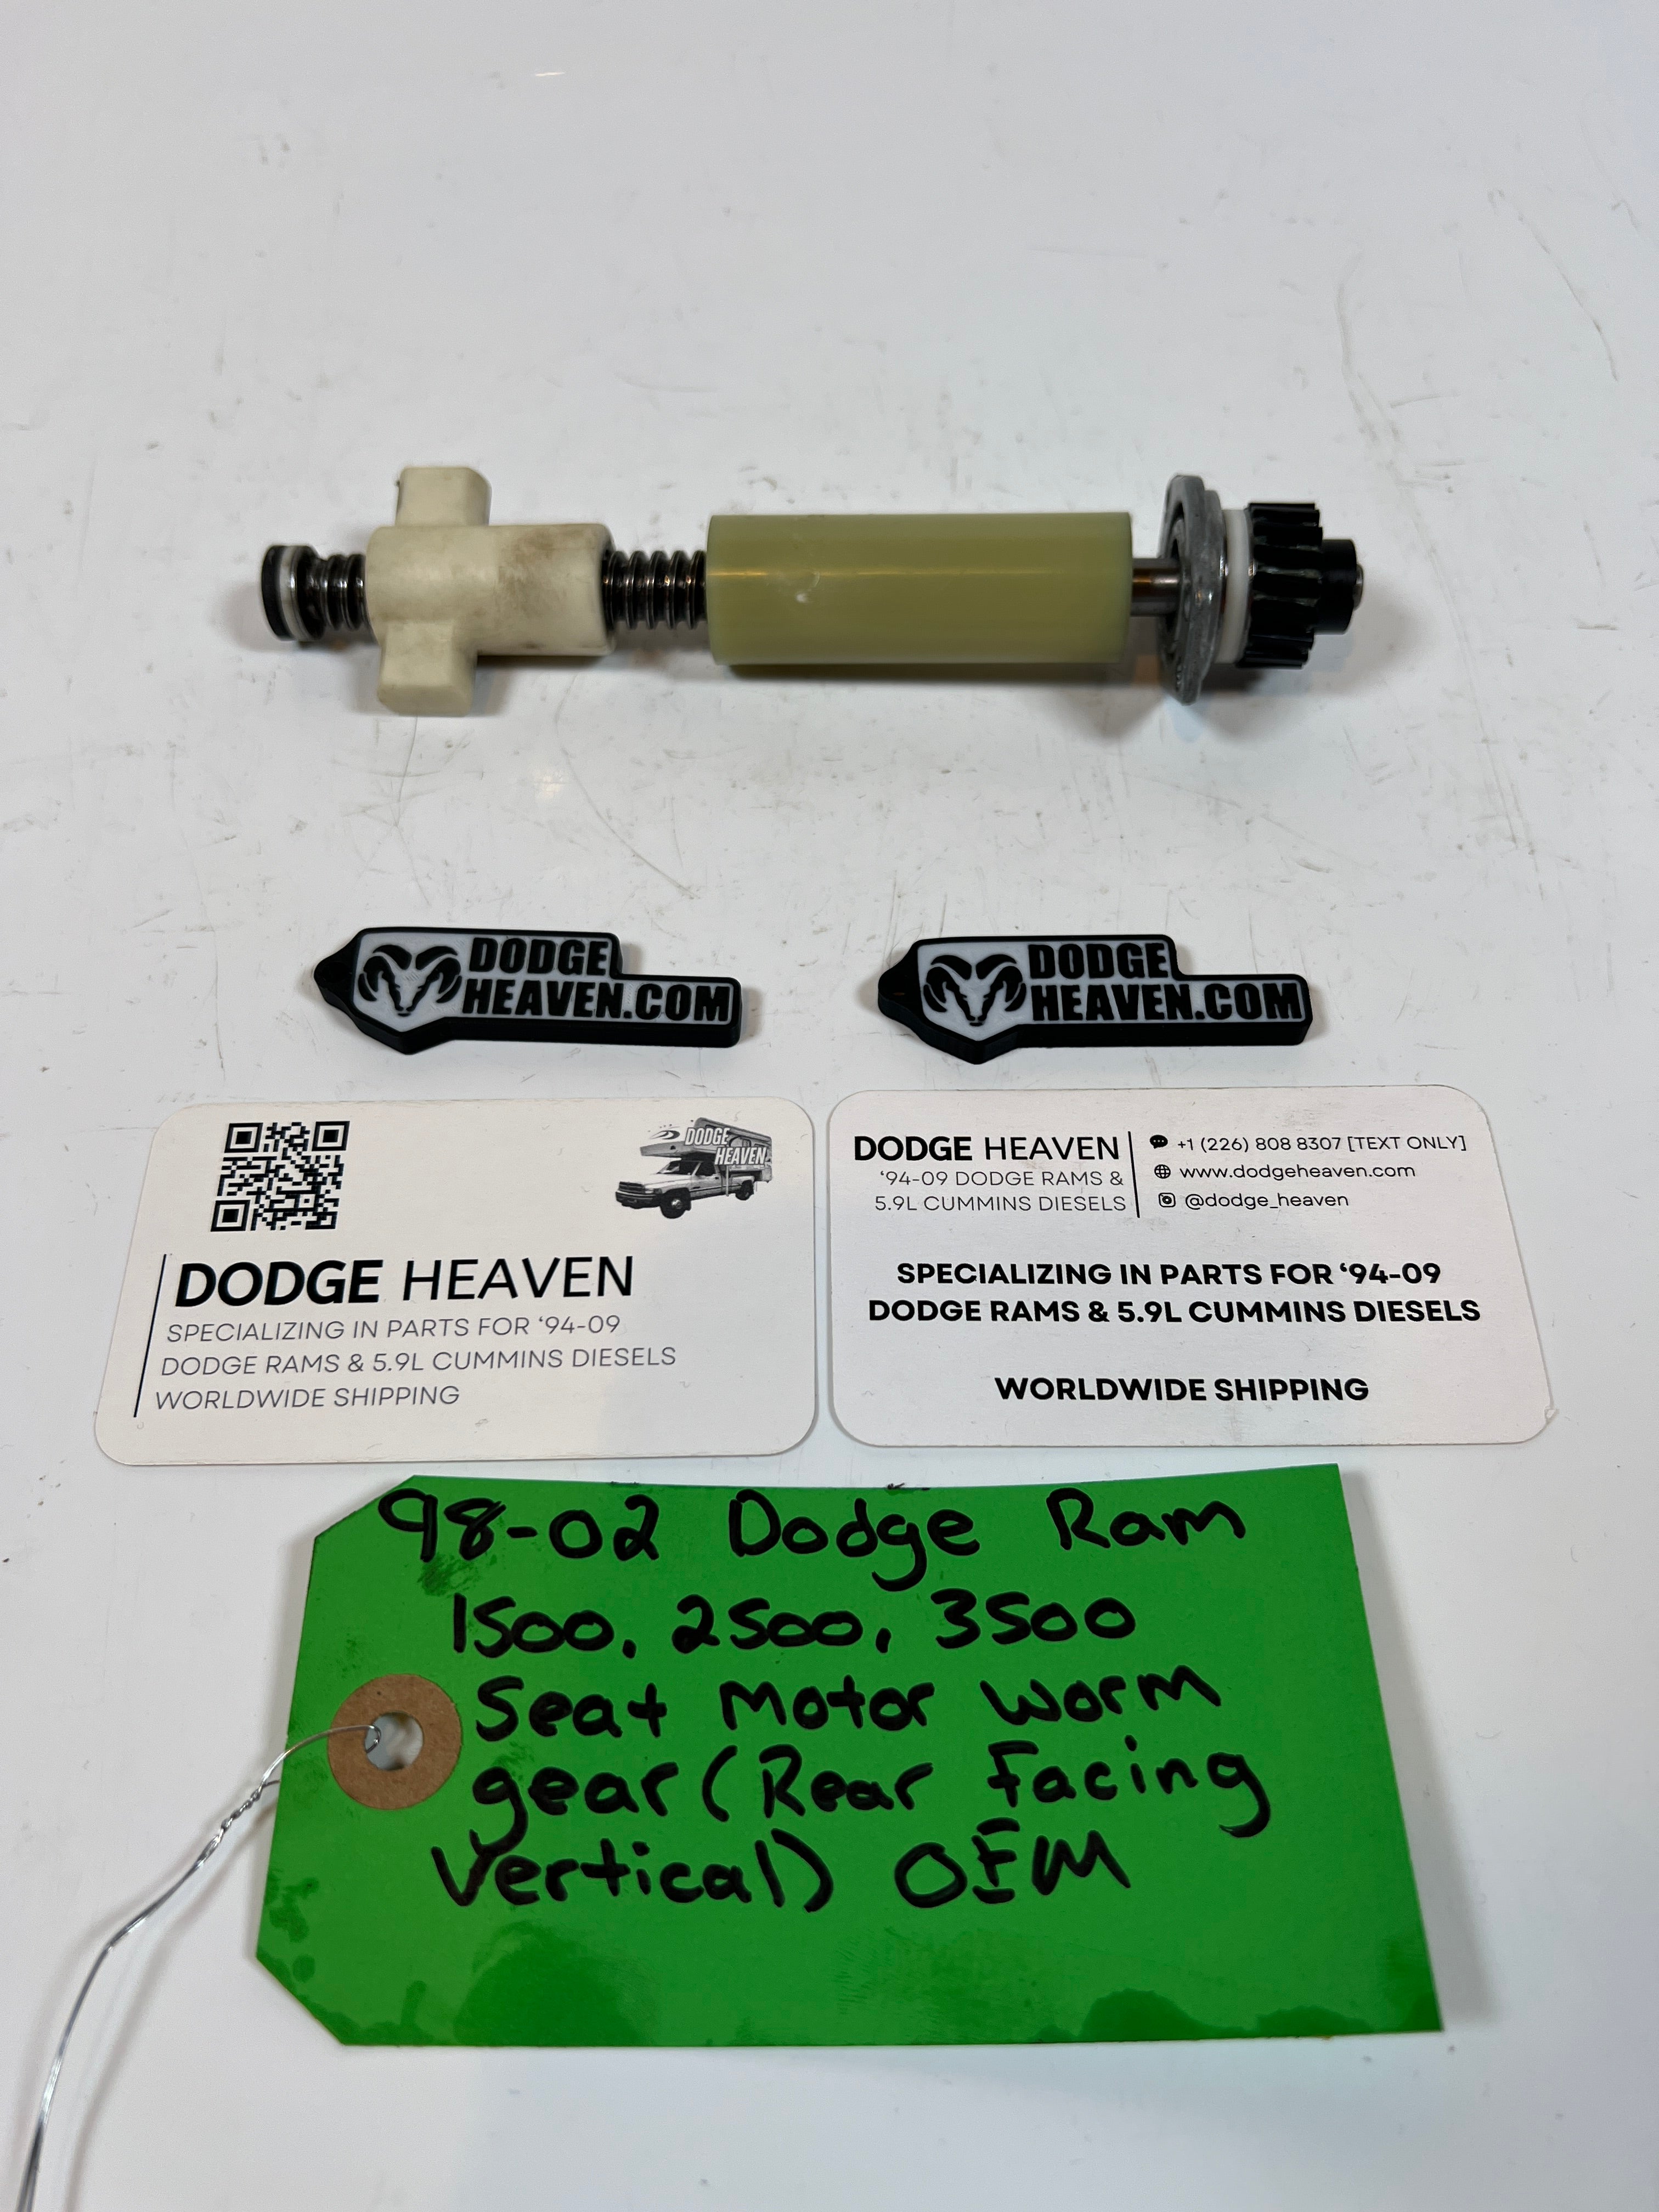 DODGE
HEAVEN.COM
DODGE
HEAVEN.COM
DODGE
HEAVEN
DODGE HEAVEN
SPECIALIZING IN PARTS FOR ‘94-09
DODGE RAMS & 5.9L CUMMINS DIESELS
WORLDWIDE SHIPPING
DODGE HEAVEN
‘94-09 DODGE RAMS &
5.9L CUMMINS DIESELS
+1 (226) 808 8307 [TEXT ONLY]
www.dodgeheaven.com
@dodge_heaven
SPECIALIZING IN PARTS FOR ‘94-09
DODGE RAMS & 5.9L CUMMINS DIESELS
WORLDWIDE SHIPPING
98-02 Dodge Ram
1500, 2500, 3500
Seat Motor worm
gear (Rear Facing
Vertical) OEM